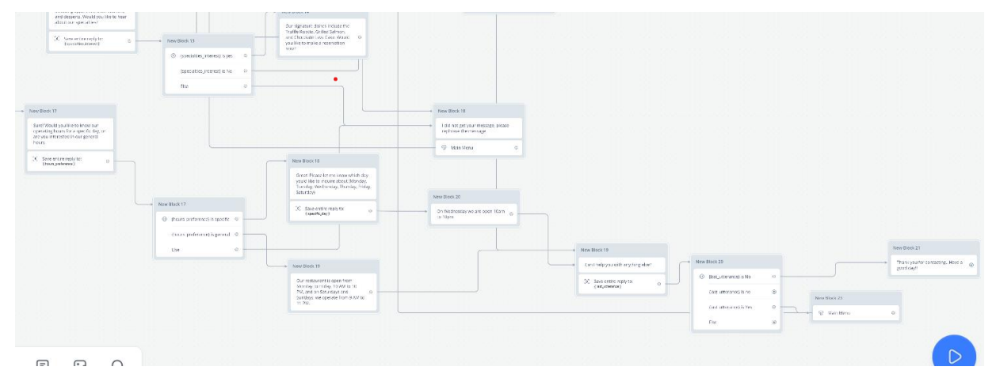 and desserts. Would you like to hear
about our specialties?
Save entire reply to:
{specialties_interest}
New Block 13
{specialties_interest} is yes
{specialties_interest} is No
Else
Our signature dishes include the
Truffle Risotto, Grilled Salmon,
and Chocolate Lava Cake. Would
you like to make a reservation
now?
New Block 17
Sure! Would you like to know our
operating hours for a specific day, or
are you interested in our general
hours
Save entire reply to:
{hours_preference}
New Block 18
I did not get your message, please
rephrase the message
Main Menu
New Block 18
Great! Please let me know which day
you'd like to inquire about (Monday,
Tuesday, Wednesday, Thursday, Friday,
Saturday)
Save entire reply to:
{specific_day}
New Block 17
{hours_preference} is specific
{hours_preference} is general
Else
New Block 20
On Wednesday we are open 10am
to 10pm
New Block 19
Our restaurant is open from
Monday to Friday, 10 AM to 10
PM, and on Saturdays and
Sundays, we operate from 9 AM to
11 PM.
New Block 19
Can I help you with anything else?
Save entire reply to:
{last_utterance}
New Block 20
{last_utterance} is No
{last_utterance} is no
{last_utterance} is Yes
Else
New Block 21
Thank you for contacting. Have a
good day!!
New Block 23
Main Menu